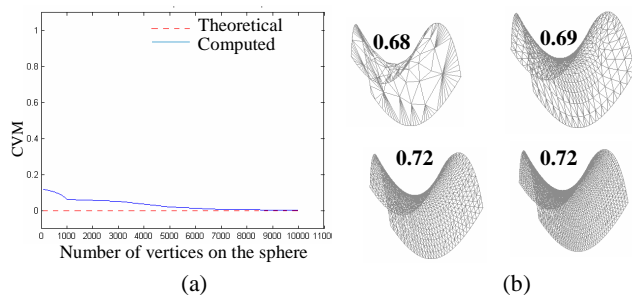 Theoretical
Computed
1
0.8
0.6
0.4
0.2
0
CVM
0 1000 2000 3000 4000 5000 6000 7000 8000 9000 10000 11000
Number of vertices on the sphere
(a)
0.68
0.69
0.72
0.72
(b)